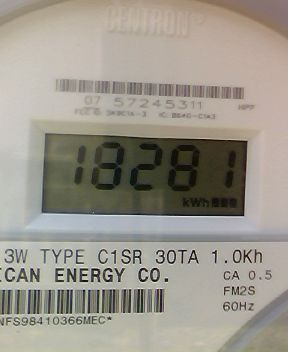 CENTRON®
07 57245311
18281
kWh
3W TYPE C1SR 30TA 1.0Kh
ICAN ENERGY CO.
CA 0.5
FM2S
60Hz
NFS98410366MEC*